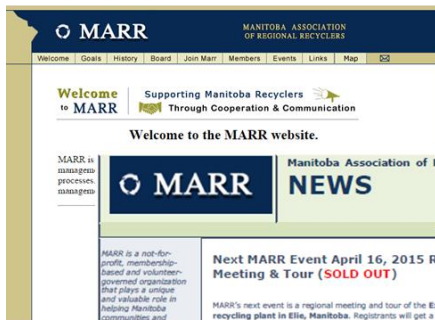 MARR
MANITOBA ASSOCIATION
OF REGIONAL RECYCLERS
Welcome Goals History Board Join Marr Members Events Links Map
Welcome
to MARR
Supporting Manitoba Recyclers
Through Cooperation & Communication
Welcome to the MARR website.
MARR is
managem
processes.
managem
MARR
Manitoba Association of
NEWS
MARR is a not-for-
profit, membership-
based and volunteer-
governed organization
that plays a unique
and valuable role in
helping Manitoba
communities and
Next MARR Event April 16, 2015 R
Meeting & Tour (SOLD OUT)
MARR's next event is a regional meeting and tour of the E
recycling plant in Elie, Manitoba. Registrants will get a